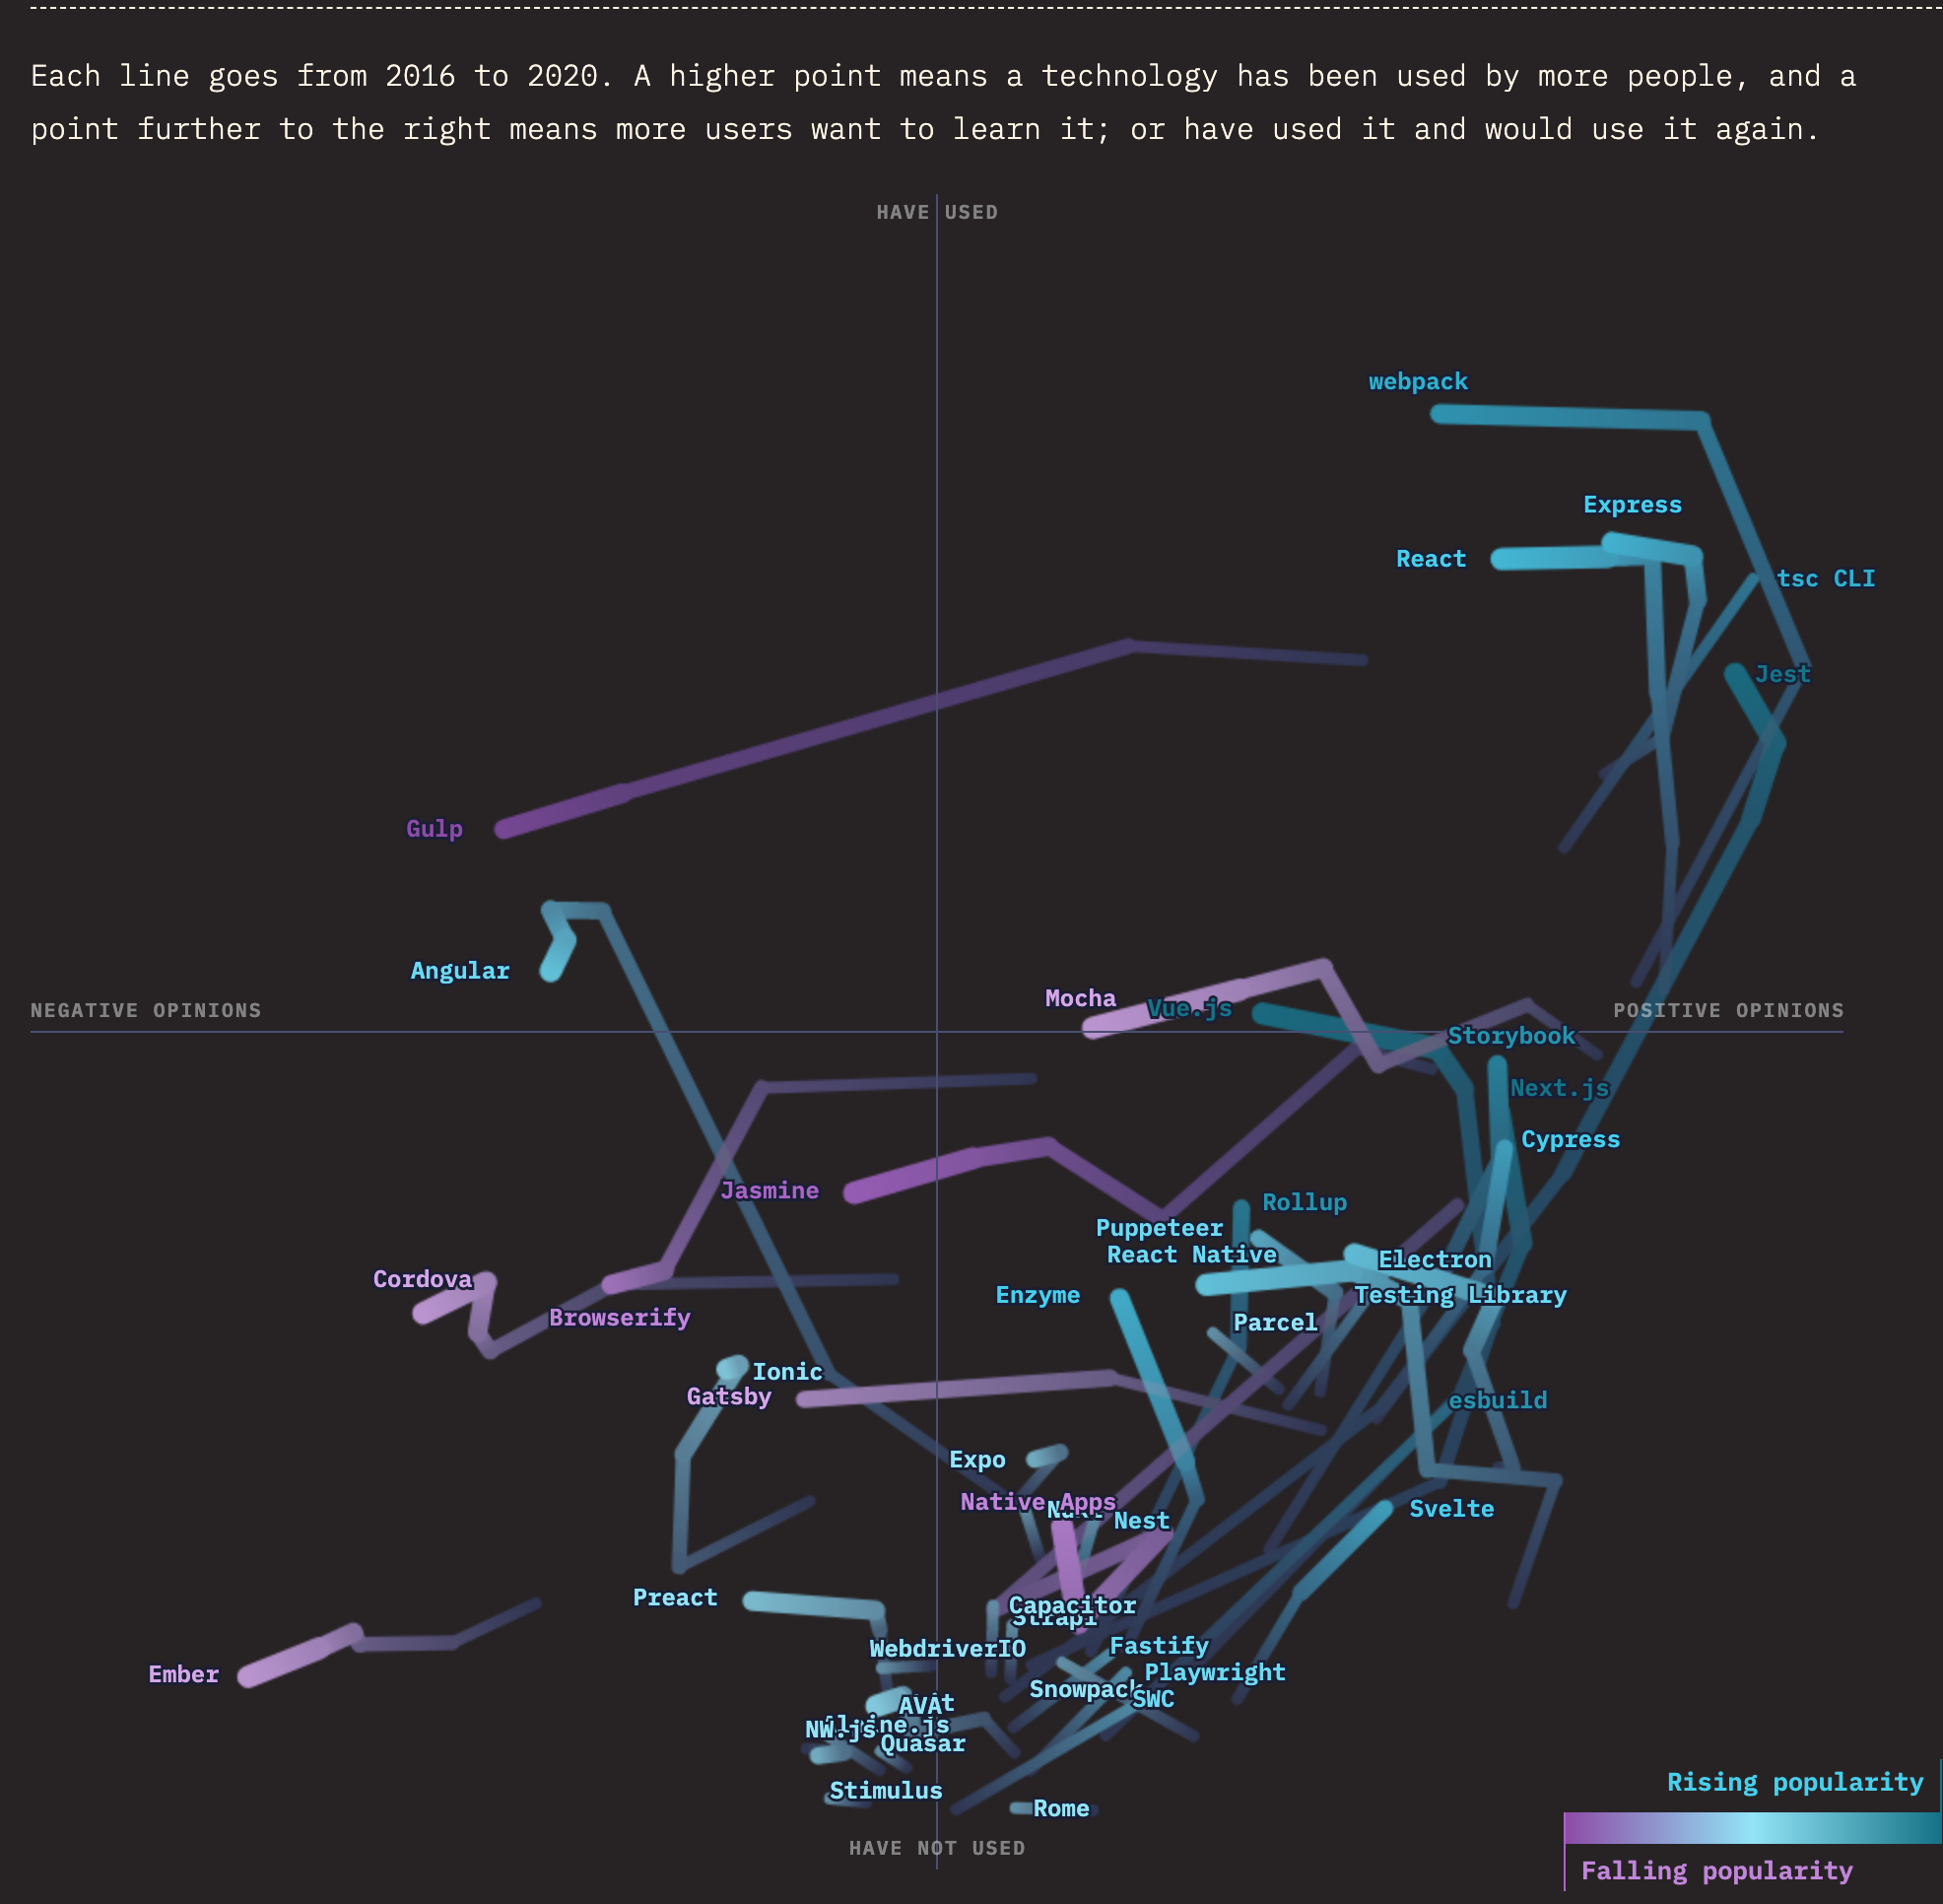 Each line goes from 2016 to 2020. A higher point means a technology has been used by more people, and a
point further to the right means more users want to learn it; or have used it and would use it again.
HAVE USED
webpack
Express
React
tsc CLI
Jest
Gulp
Angular
Mocha
Vue.js
NEGATIVE OPINIONS
POSITIVE OPINIONS
Storybook
Next.js
Cypress
Jasmine
Rollup
Puppeteer
React Native
Electron
Cordova
Enzyme
Testing Library
Browserify
Parcel
Ionic
Gatsby
esbuild
Expo
Native Apps
Svelte
Nest
Preact
Capacitor
Strapi
WebdriverIO
Fastify
Ember
Playwright
Snowpack
SWC
AVA
NW.js
Quasar
Stimulus
Rome
HAVE NOT USED
Rising popularity
Falling popularity